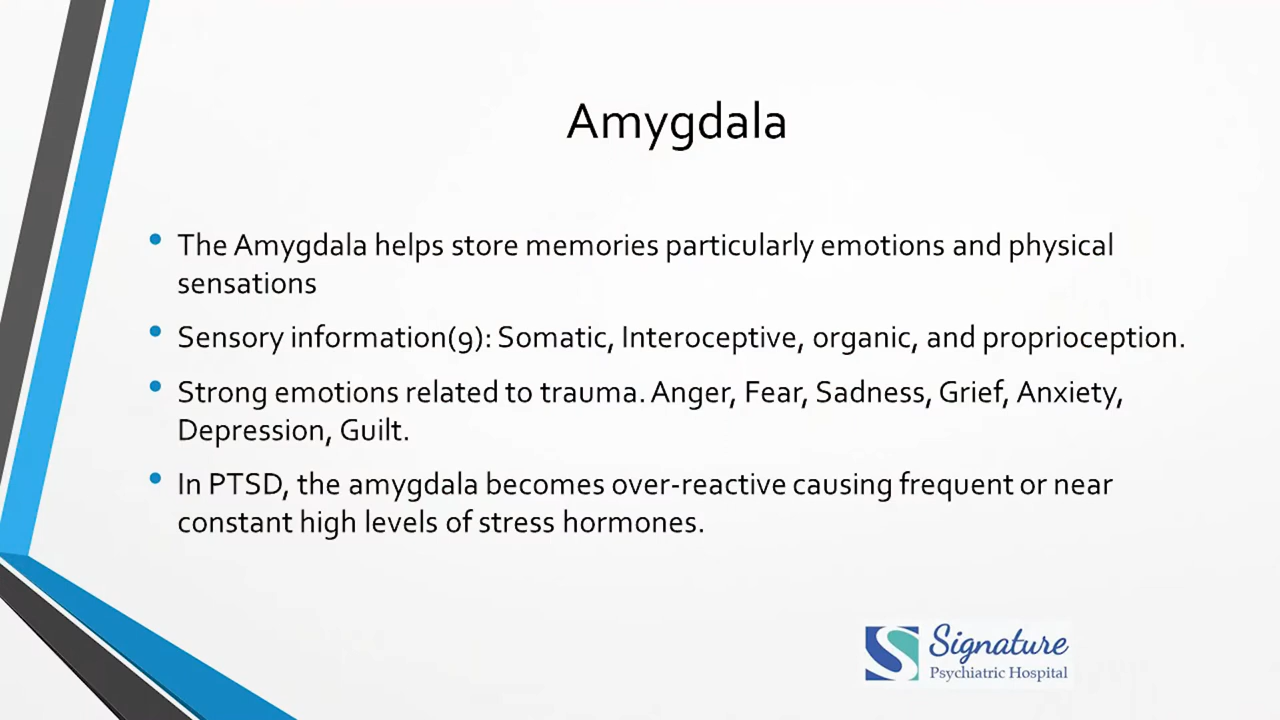 Amygdala
• The Amygdala helps store memories particularly emotions and physical
sensations
• Sensory information(9): Somatic, Interoceptive, organic, and proprioception.
• Strong emotions related to trauma. Anger, Fear, Sadness, Grief, Anxiety,
Depression, Guilt.
• In PTSD, the amygdala becomes over-reactive causing frequent or near
constant high levels of stress hormones.
Signature
Psychiatric Hospital